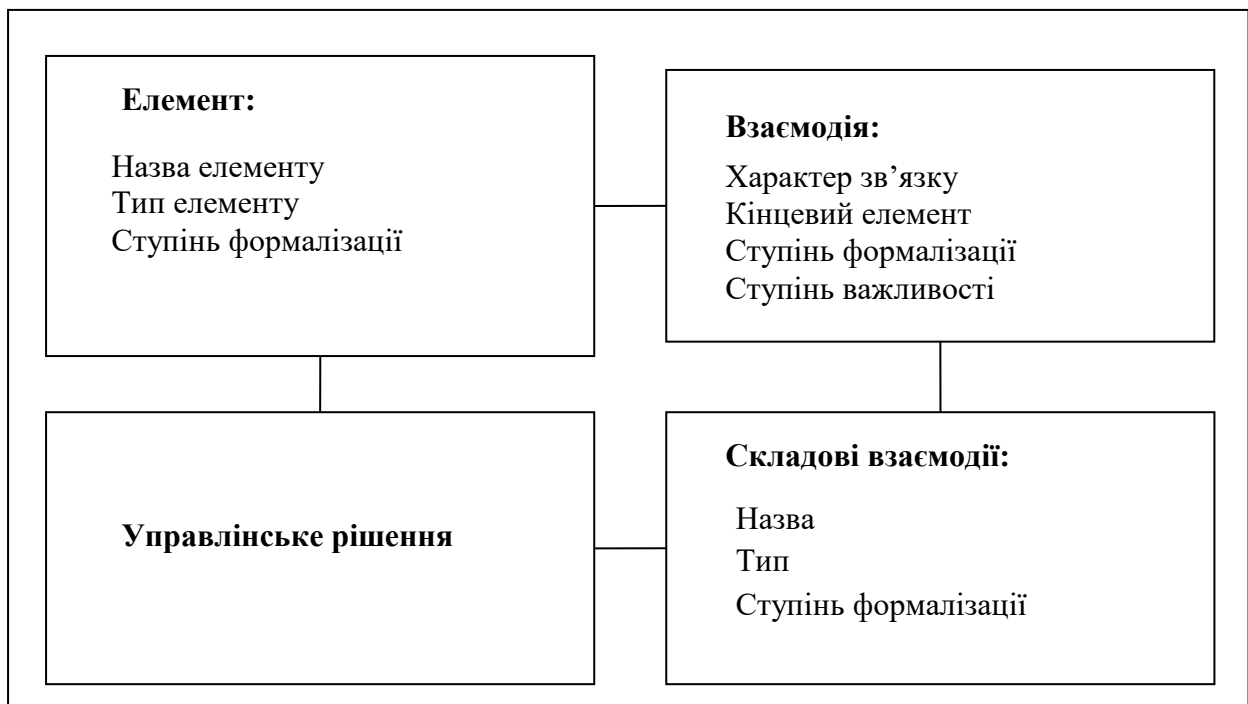 Елемент:
Назва елементу
Тип елементу
Ступінь формалізації
Взаємодія:
Характер зв’язку
Кінцевий елемент
Ступінь формалізації
Ступінь важливості
Управлінське рішення
Складові взаємодії:
Назва
Тип
Ступінь формалізації